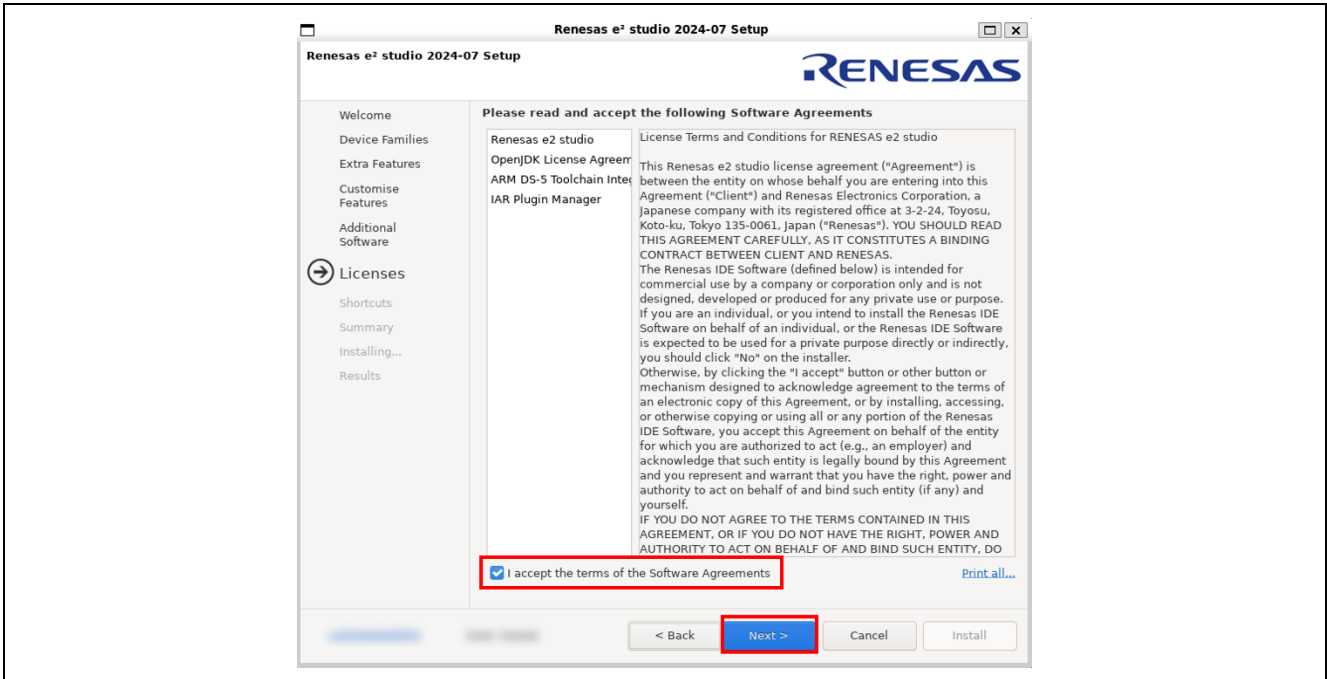 Renesas e² studio 2024-07 Setup
Renesas e² studio 2024-07 Setup
RENESAS
Welcome
Device Families
Extra Features
Customise
Features
Additional
Software
Licenses
Shortcuts
Summary
Installing...
Results
Please read and accept the following Software Agreements
Renesas e2 studio
OpenJDK License Agreem
ARM DS-5 Toolchain Inte
IAR Plugin Manager
License Terms and Conditions for RENESAS e2 studio
This Renesas e2 studio license agreement ("Agreement") is
between the entity on whose behalf you are entering into this
Agreement ("Client") and Renesas Electronics Corporation, a
Japanese company with its registered office at 3-2-24, Toyosu,
Koto-ku, Tokyo 135-0061, Japan ("Renesas"). YOU SHOULD READ
THIS AGREEMENT CAREFULLY, AS IT CONSTITUTES A BINDING
CONTRACT BETWEEN CLIENT AND RENESAS.
The Renesas IDE Software (defined below) is intended for
commercial use by a company or corporation only and is not
designed, developed or produced for any private use or purpose.
If you are an individual, or you intend to install the Renesas IDE
Software on behalf of an individual, or the Renesas IDE Software
is expected to be used for a private purpose directly or indirectly,
you should click "No" on the installer.
Otherwise, by clicking the "I accept" button or other button or
mechanism designed to acknowledge agreement to the terms of
an electronic copy of this Agreement, or by installing, accessing,
or otherwise copying or using all or any portion of the Renesas
IDE Software, you accept this Agreement on behalf of the entity
for which you are authorized to act (e.g., an employer) and
acknowledge that such entity is legally bound by this Agreement
and you represent and warrant that you have the right, power and
authority to act on behalf of and bind such entity (if any) and
yourself.
IF YOU DO NOT AGREE TO THE TERMS CONTAINED IN THIS
AGREEMENT, OR IF YOU DO NOT HAVE THE RIGHT, POWER AND
AUTHORITY TO ACT ON BEHALF OF AND BIND SUCH ENTITY, DO
I accept the terms of the Software Agreements
Print all...
< Back
Next >
Cancel
Install